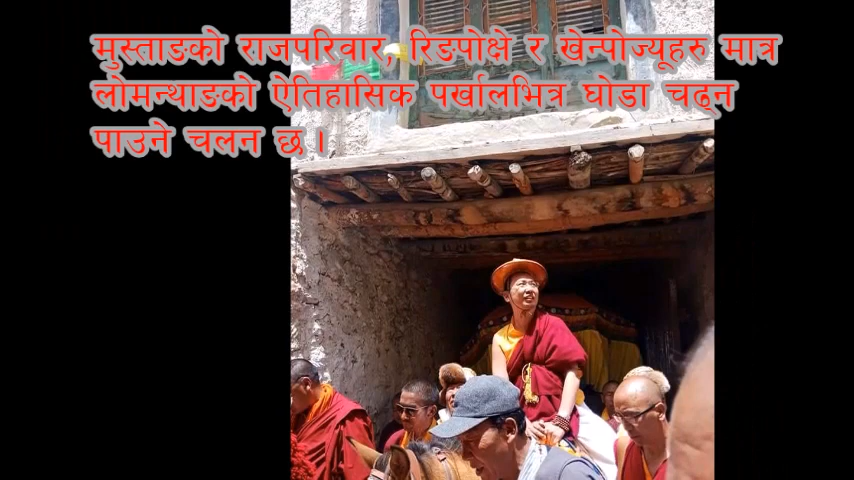 मुस्ताङको राजपरिवार, रिङपोक्षे र खेन्पोज्यूहरु मात्र
लोमन्थाङको ऐतिहासिक पर्खालभित्र घोडा चढ्न
पाउने चलन छ ।